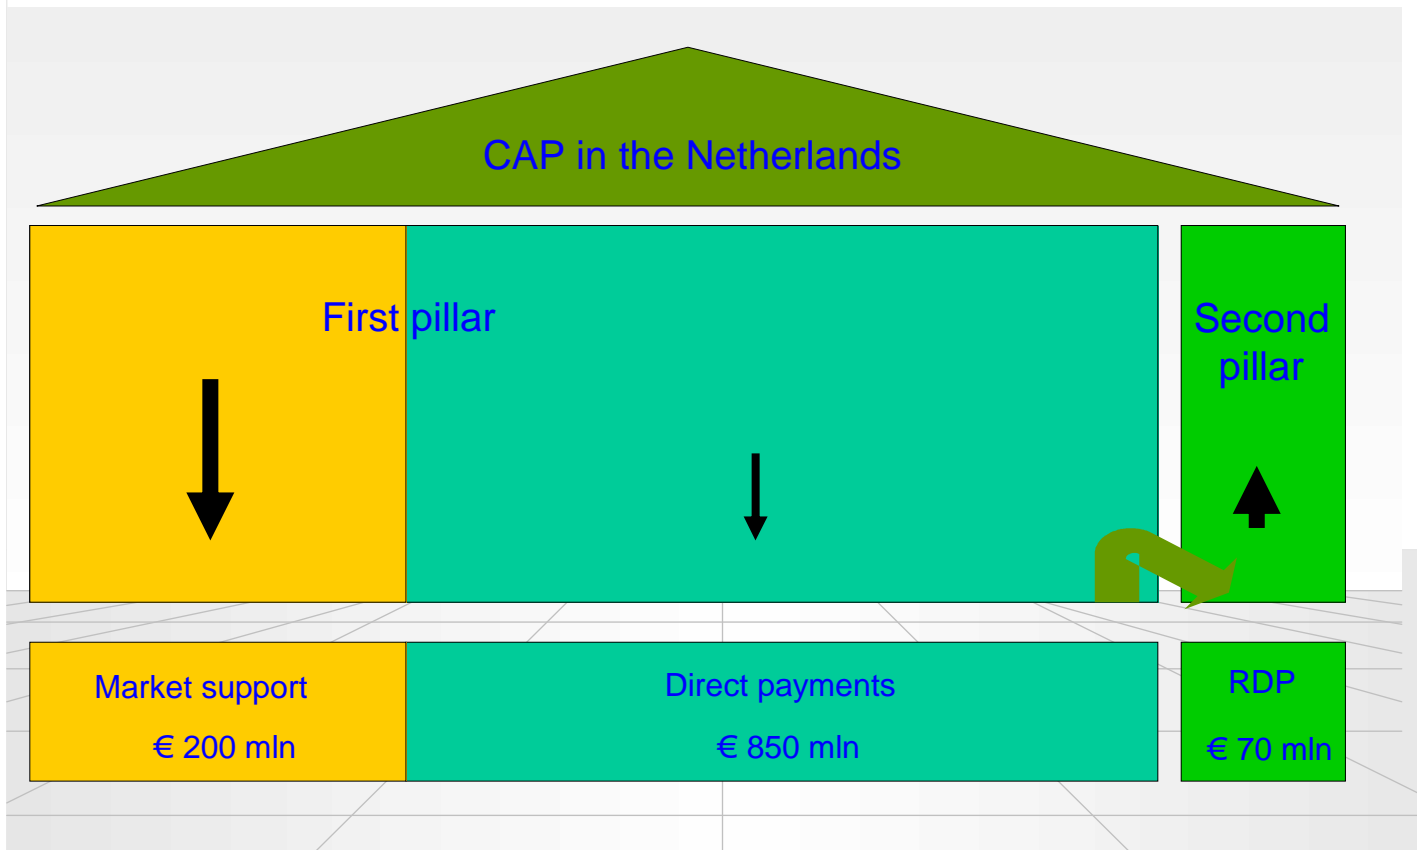 CAP in the Netherlands
First pillar
Second
pillar
Market support
€ 200 mln
Direct payments
€ 850 mln
RDP
€ 70 mln